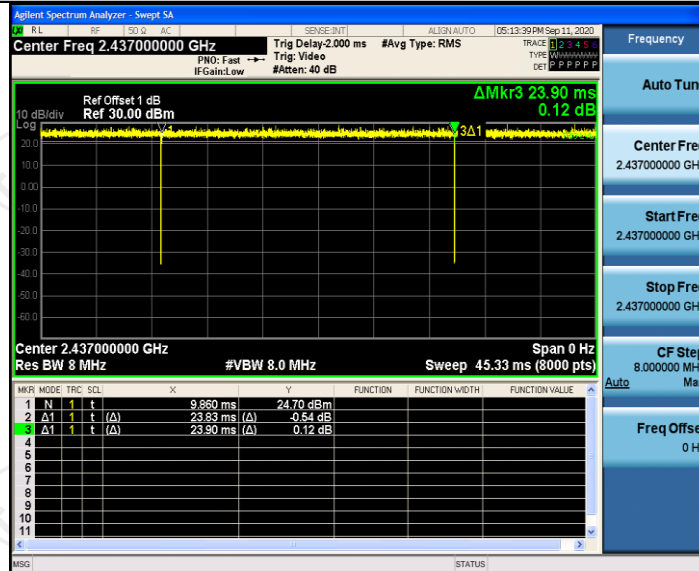 Agilent Spectrum Analyzer - Swept SA
RL RF 50 Ω AC SENSE:INT ALIGN AUTO 05:13:39 PM Sep 11, 2020
Center Freq 2.437000000 GHz
PNO: Fast
IFGain:Low
Trig Delay-2.000 ms
Trig: Video
#Atten: 40 dB
#Avg Type: RMS
TRACE 1 2 3 4 5 6
TYPE WWWWWW
DET P P P P P P
ΔMkr3 23.90 ms
0.12 dB
10 dB/div
Log
Ref Offset 1 dB
Ref 30.00 dBm
1
3Δ1
20.0
10.0
0.00
-10.0
-20.0
-30.0
-40.0
-50.0
-60.0
Center 2.437000000 GHz Span 0 Hz
Res BW 8 MHz #VBW 8.0 MHz Sweep 45.33 ms (8000 pts)
MKR MODE TRC SCL X Y FUNCTION FUNCTION WIDTH FUNCTION VALUE
1 N 1 t 9.860 ms 24.70 dBm
2 Δ1 1 t (Δ) 23.83 ms (Δ) -0.54 dB
3 Δ1 1 t (Δ) 23.90 ms (Δ) 0.12 dB
4
5
6
7
8
9
10
11
MSG STATUS
Frequency
Auto Tun
Center Fre
2.437000000 GH
Start Fre
2.437000000 GH
Stop Fre
2.437000000 GH
CF Ste
8.000000 MH
Auto Ma
Freq Offse
0 H